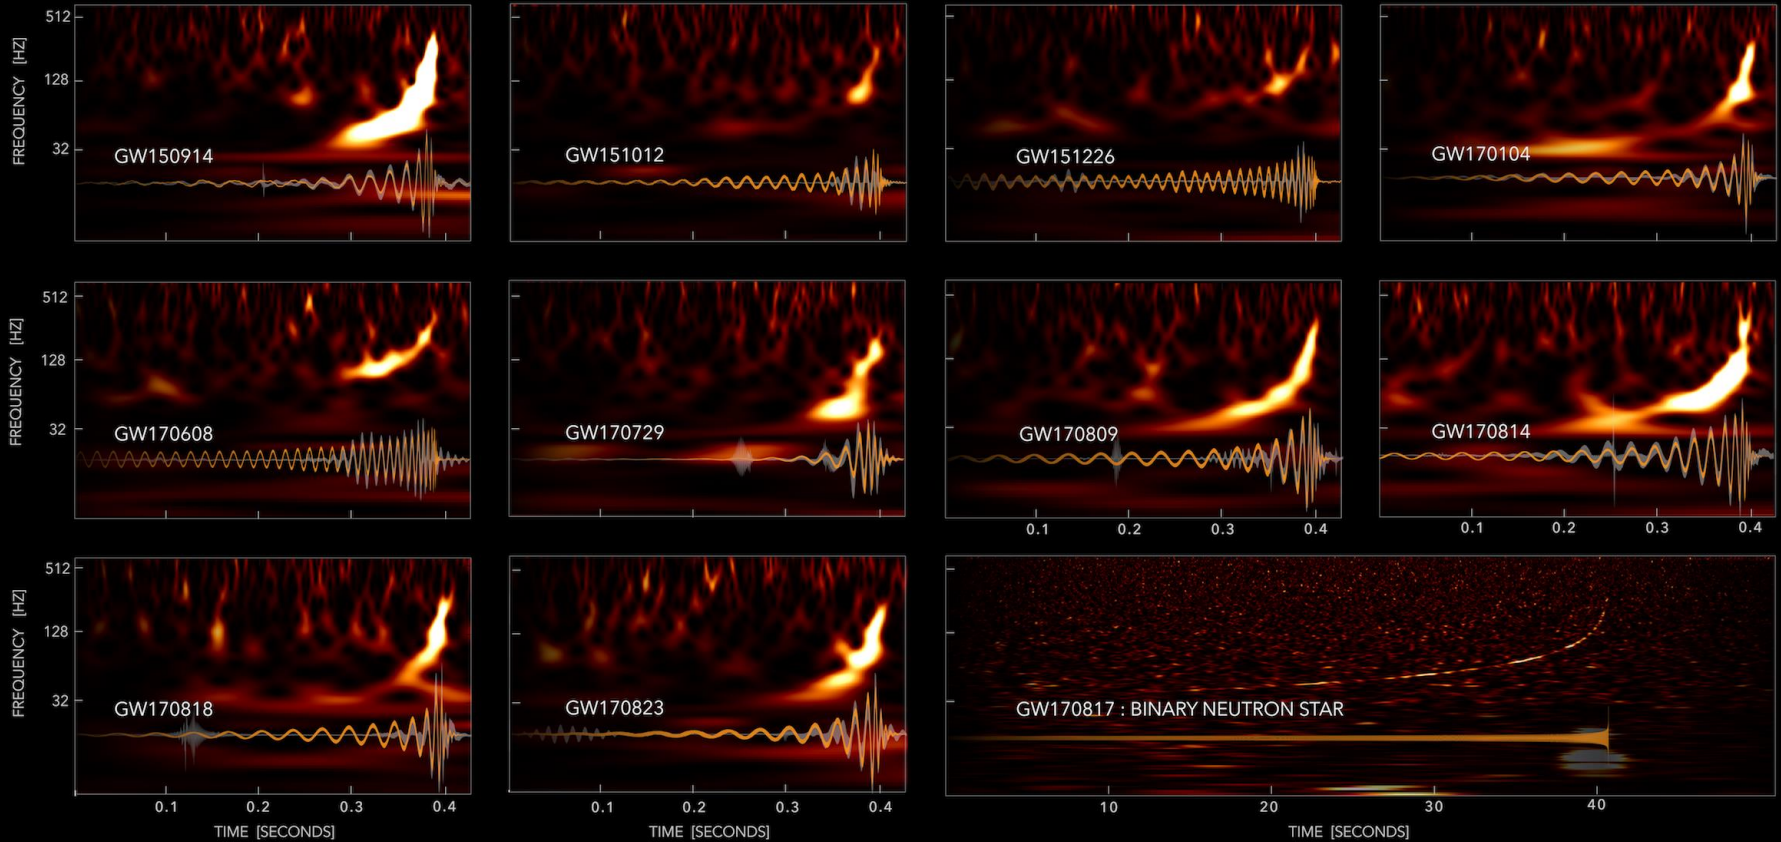 FREQUENCY [HZ]
512
128
32
GW150914
GW151012
GW151226
GW170104
FREQUENCY [HZ]
512
128
32
GW170608
GW170729
GW170809
GW170814
0.1 0.2 0.3 0.4
0.1 0.2 0.3 0.4
FREQUENCY [HZ]
512
128
32
GW170818
GW170823
GW170817 : BINARY NEUTRON STAR
0.1 0.2 0.3 0.4
0.1 0.2 0.3 0.4
10 20 30 40
TIME [SECONDS]
TIME [SECONDS]
TIME [SECONDS]